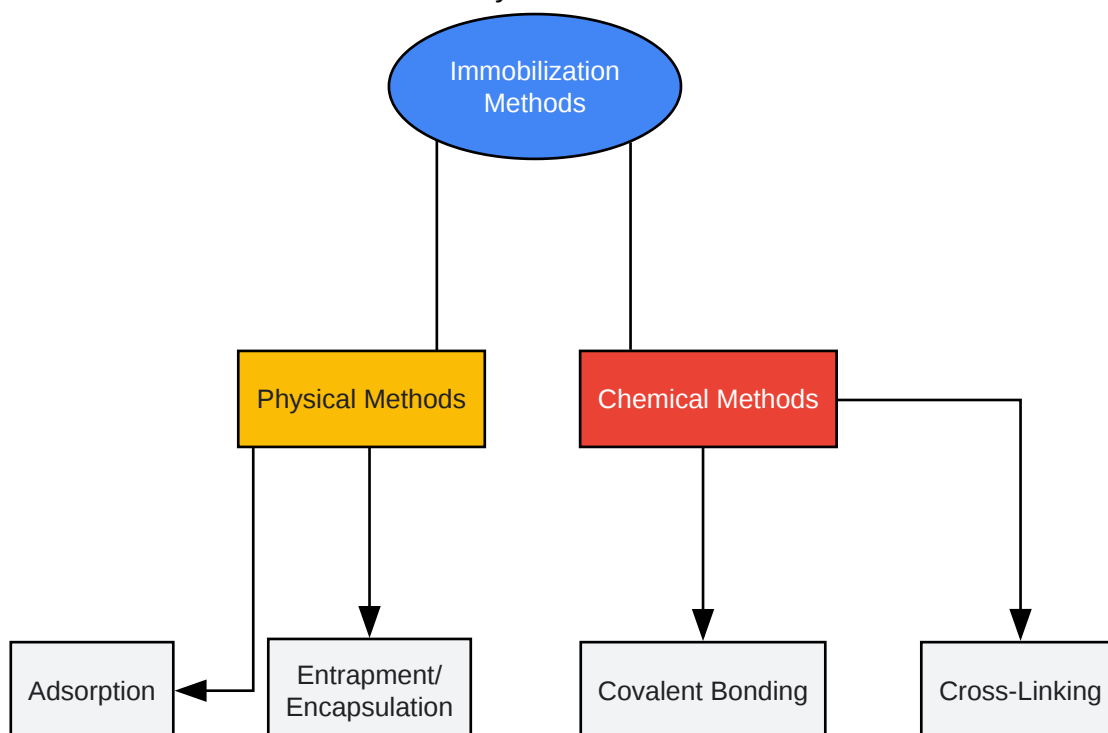 Immobilization
Methods
Physical Methods
Chemical Methods
Adsorption
Entrapment/
Encapsulation
Covalent Bonding
Cross-Linking